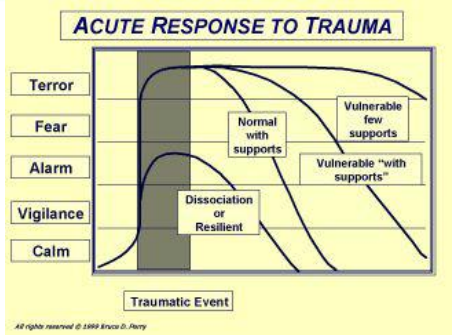 ACUTE RESPONSE TO TRAUMA
Terror
Fear
Alarm
Vigilance
Calm
Normal
with
supports
Vulnerable
few
supports
Vulnerable “with
supports”
Dissociation
or
Resilient
Traumatic Event
All rights reserved © 1999 Bruce D. Perry